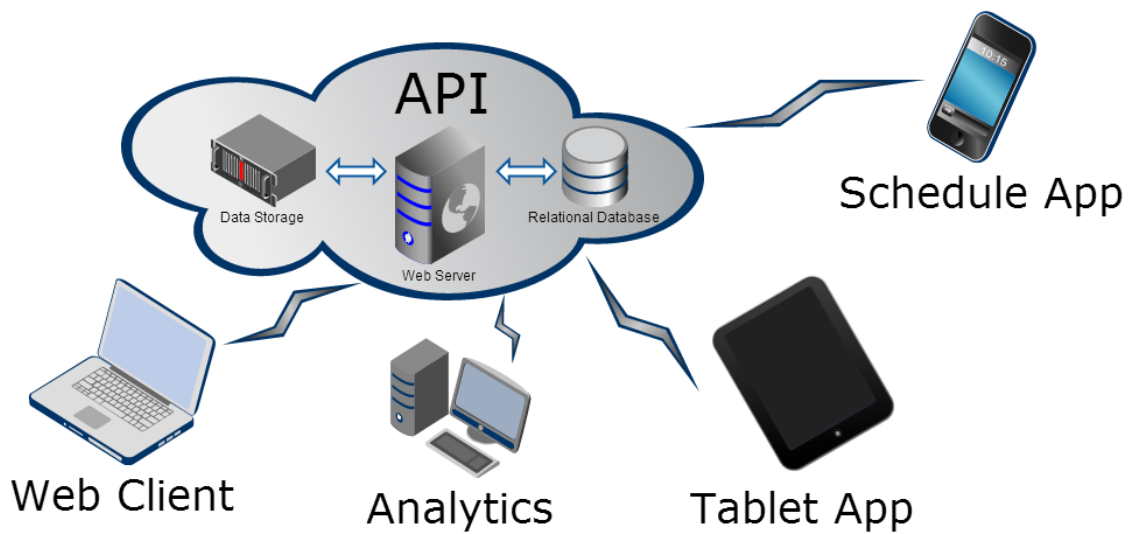 API
10:15
Data Storage
Relational Database
Web Server
Schedule App
Web Client
Analytics
Tablet App